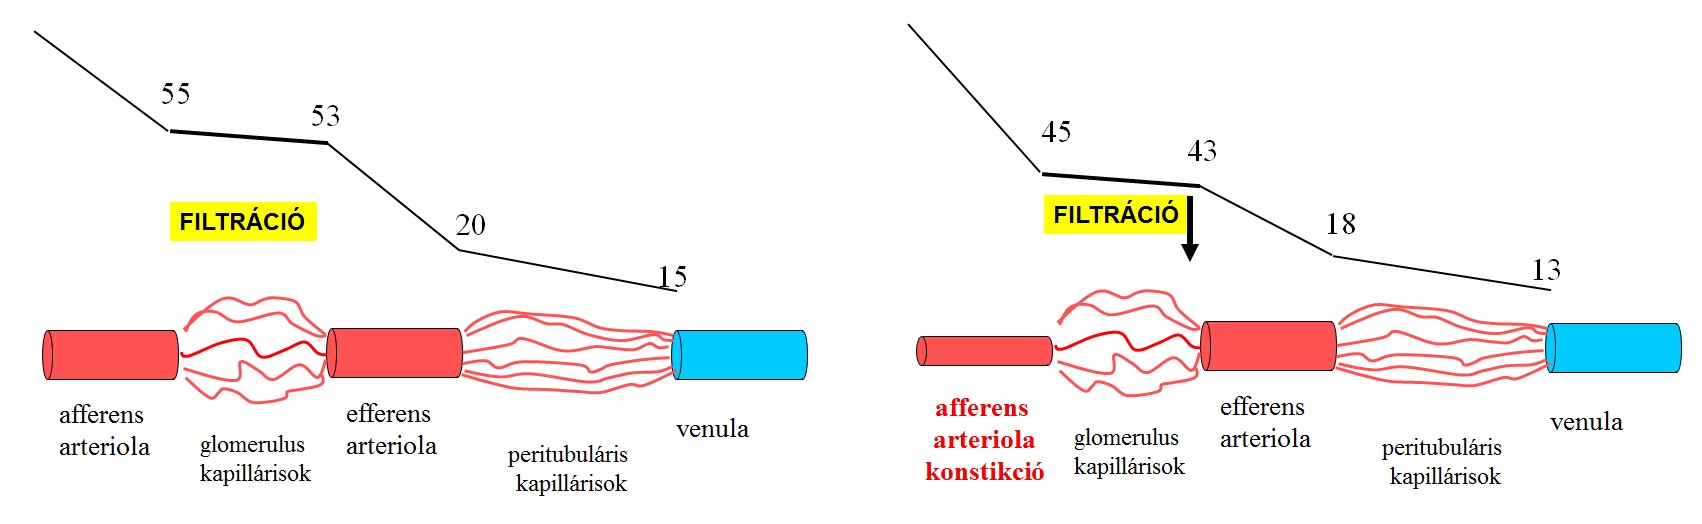 55
53
FILTRÁCIÓ
20
15
afferens
arteriola
glomerulus
kapillárisok
efferens
arteriola
peritubuláris
kapillárisok
venula
45
43
FILTRÁCIÓ
18
13
afferens
arteriola
konstikció
glomerulus
kapillárisok
efferens
arteriola
peritubuláris
kapillárisok
venula